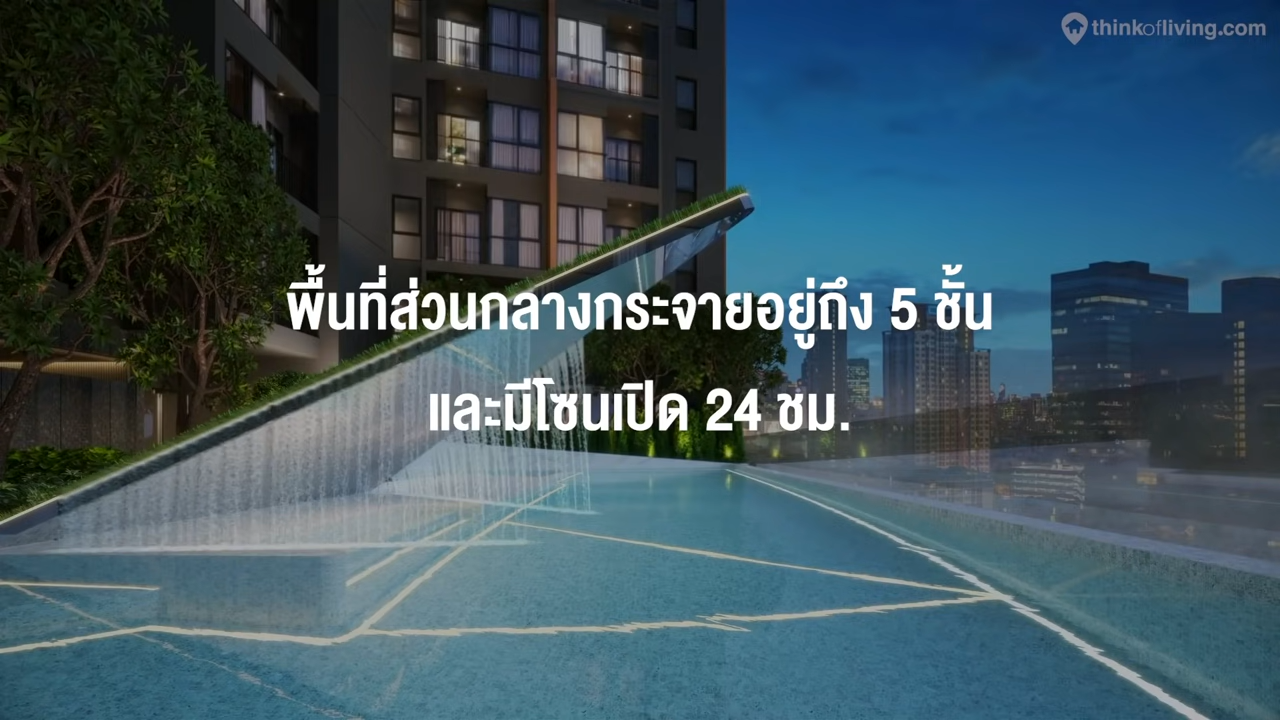 thinkofliving.com
พื้นที่ส่วนกลางกระจายอยู่ถึง 5 ชั้น
และมีโซนเปิด 24 ชม.